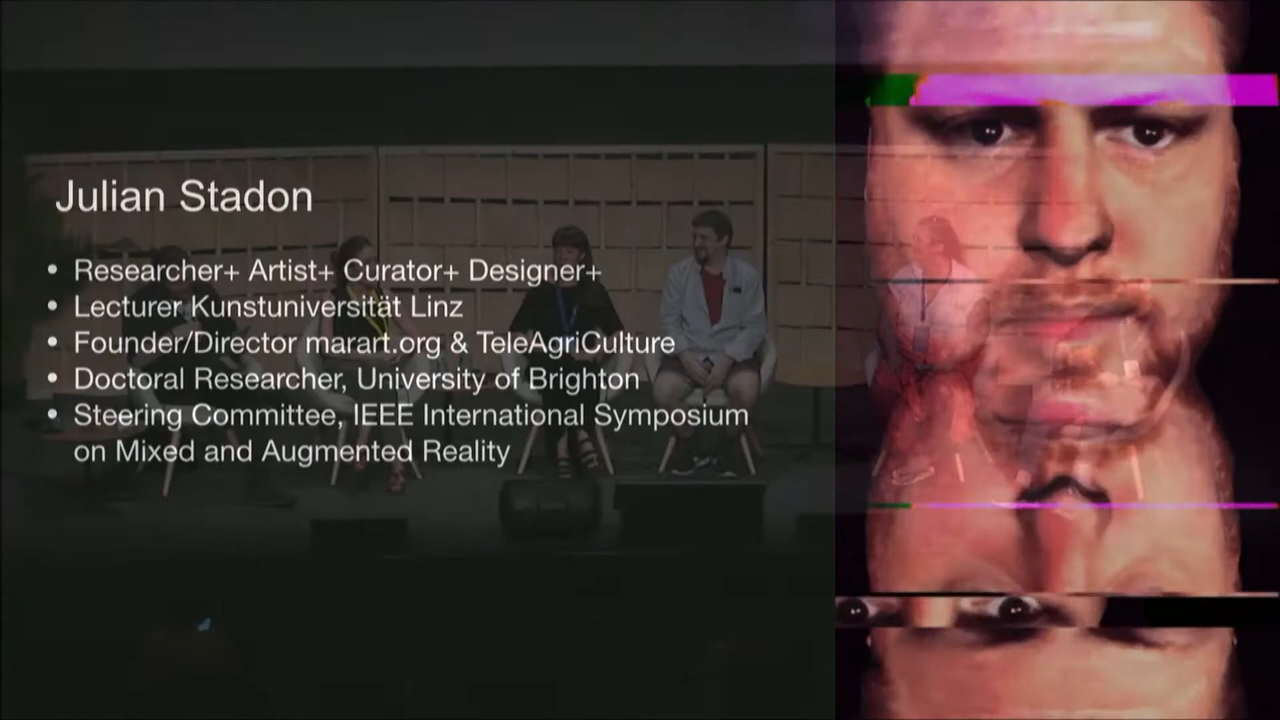 Julian Stadon
• Researcher+ Artist+ Curator+ Designer+
• Lecturer Kunstuniversität Linz
• Founder/Director marart.org & TeleAgriCulture
• Doctoral Researcher, University of Brighton
• Steering Committee, IEEE International Symposium
on Mixed and Augmented Reality